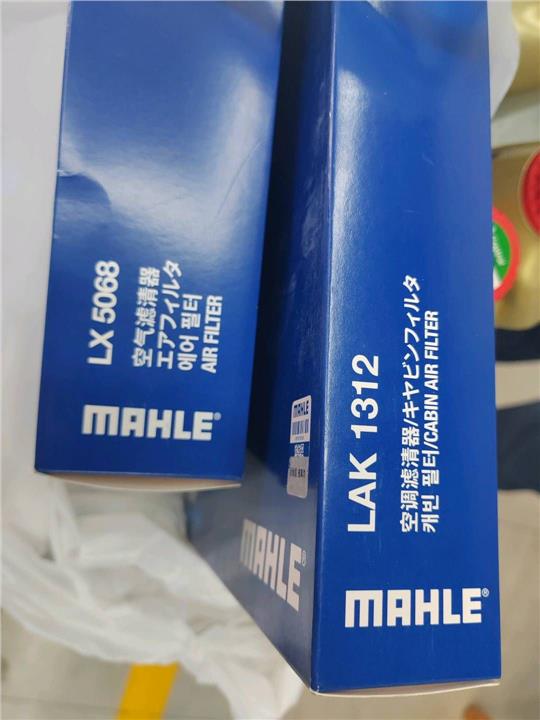 LX 5068
空气滤清器
エアフィルタ
에어 필터
AIR FILTER
MAHLE®
MAHLE
MAHLE®
LAK 1312
空调滤清器/キャビンフィルタ
캐빈 필터/CABIN AIR FILTER
MAHLE®